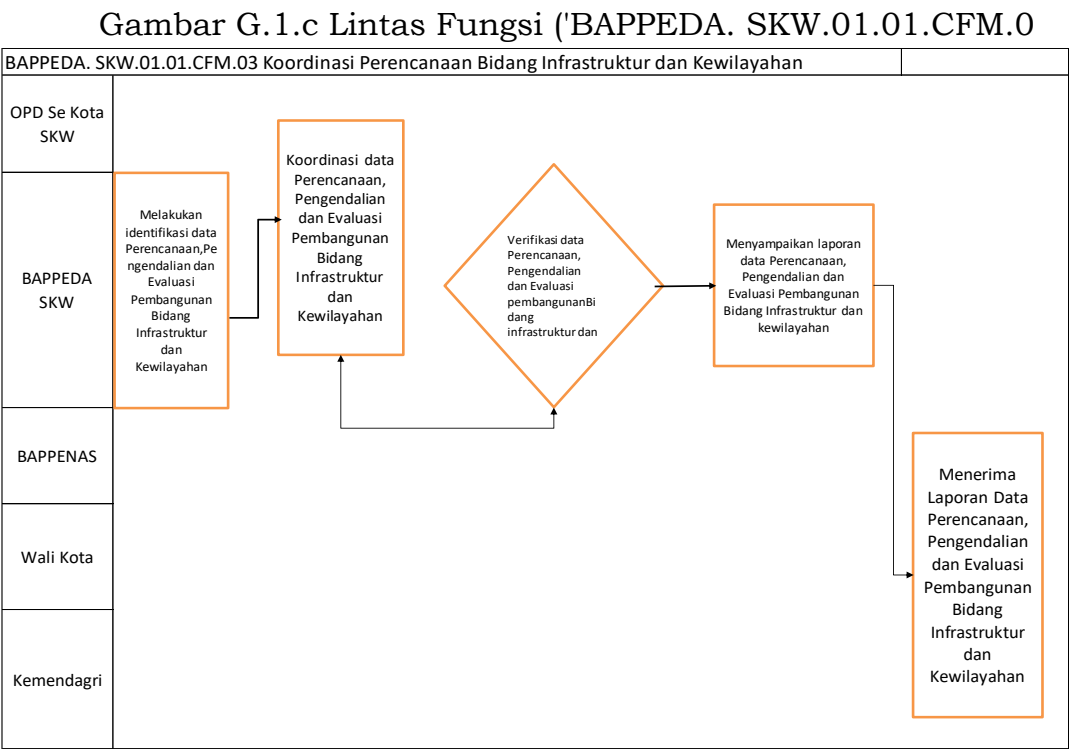 Gambar G.1.c Lintas Fungsi ('BAPPEDA. SKW.01.01.CFM.0
BAPPEDA. SKW.01.01.CFM.03 Koordinasi Perencanaan Bidang Infrastruktur dan Kewilayahan
OPD Se Kota
SKW
BAPPEDA
SKW
BAPPENAS
Wali Kota
Kemendagri
Melakukan
identifikasi data
Perencanaan,Pe
ngendalian dan
Evaluasi
Pembangunan
Bidang
Infrastruktur
dan
Kewilayahan
Koordinasi data
Perencanaan,
Pengendalian
dan Evaluasi
Pembangunan
Bidang
Infrastruktur
dan
Kewilayahan
Verifikasi data
Perencanaan,
Pengendalian
dan Evaluasi
pembangunanBi
dang
infrastruktur dan
Menyampaikan laporan
data Perencanaan,
Pengendalian dan
Evaluasi Pembangunan
Bidang Infrastruktur dan
kewilayahan
Menerima
Laporan Data
Perencanaan,
Pengendalian
dan Evaluasi
Pembangunan
Bidang
Infrastruktur
dan
Kewilayahan